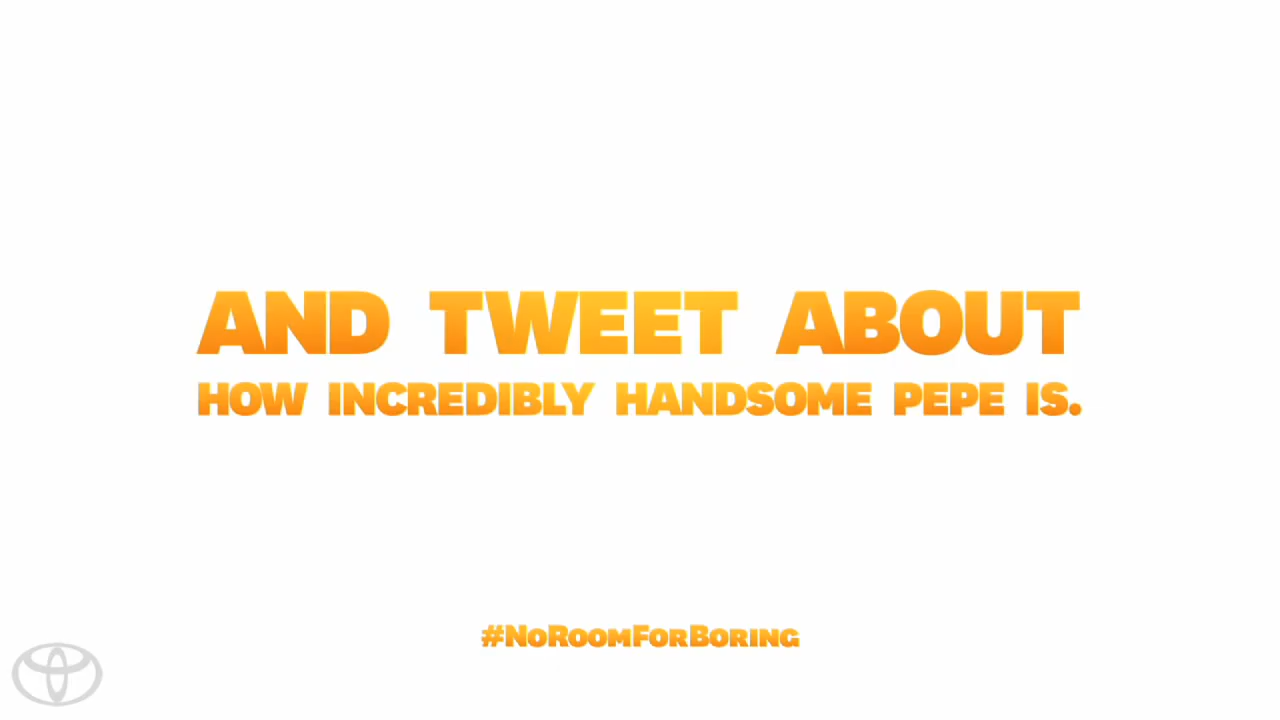 AND TWEET ABOUT
HOW INCREDIBLY HANDSOME PEPE IS.
#NoRoomForBoring